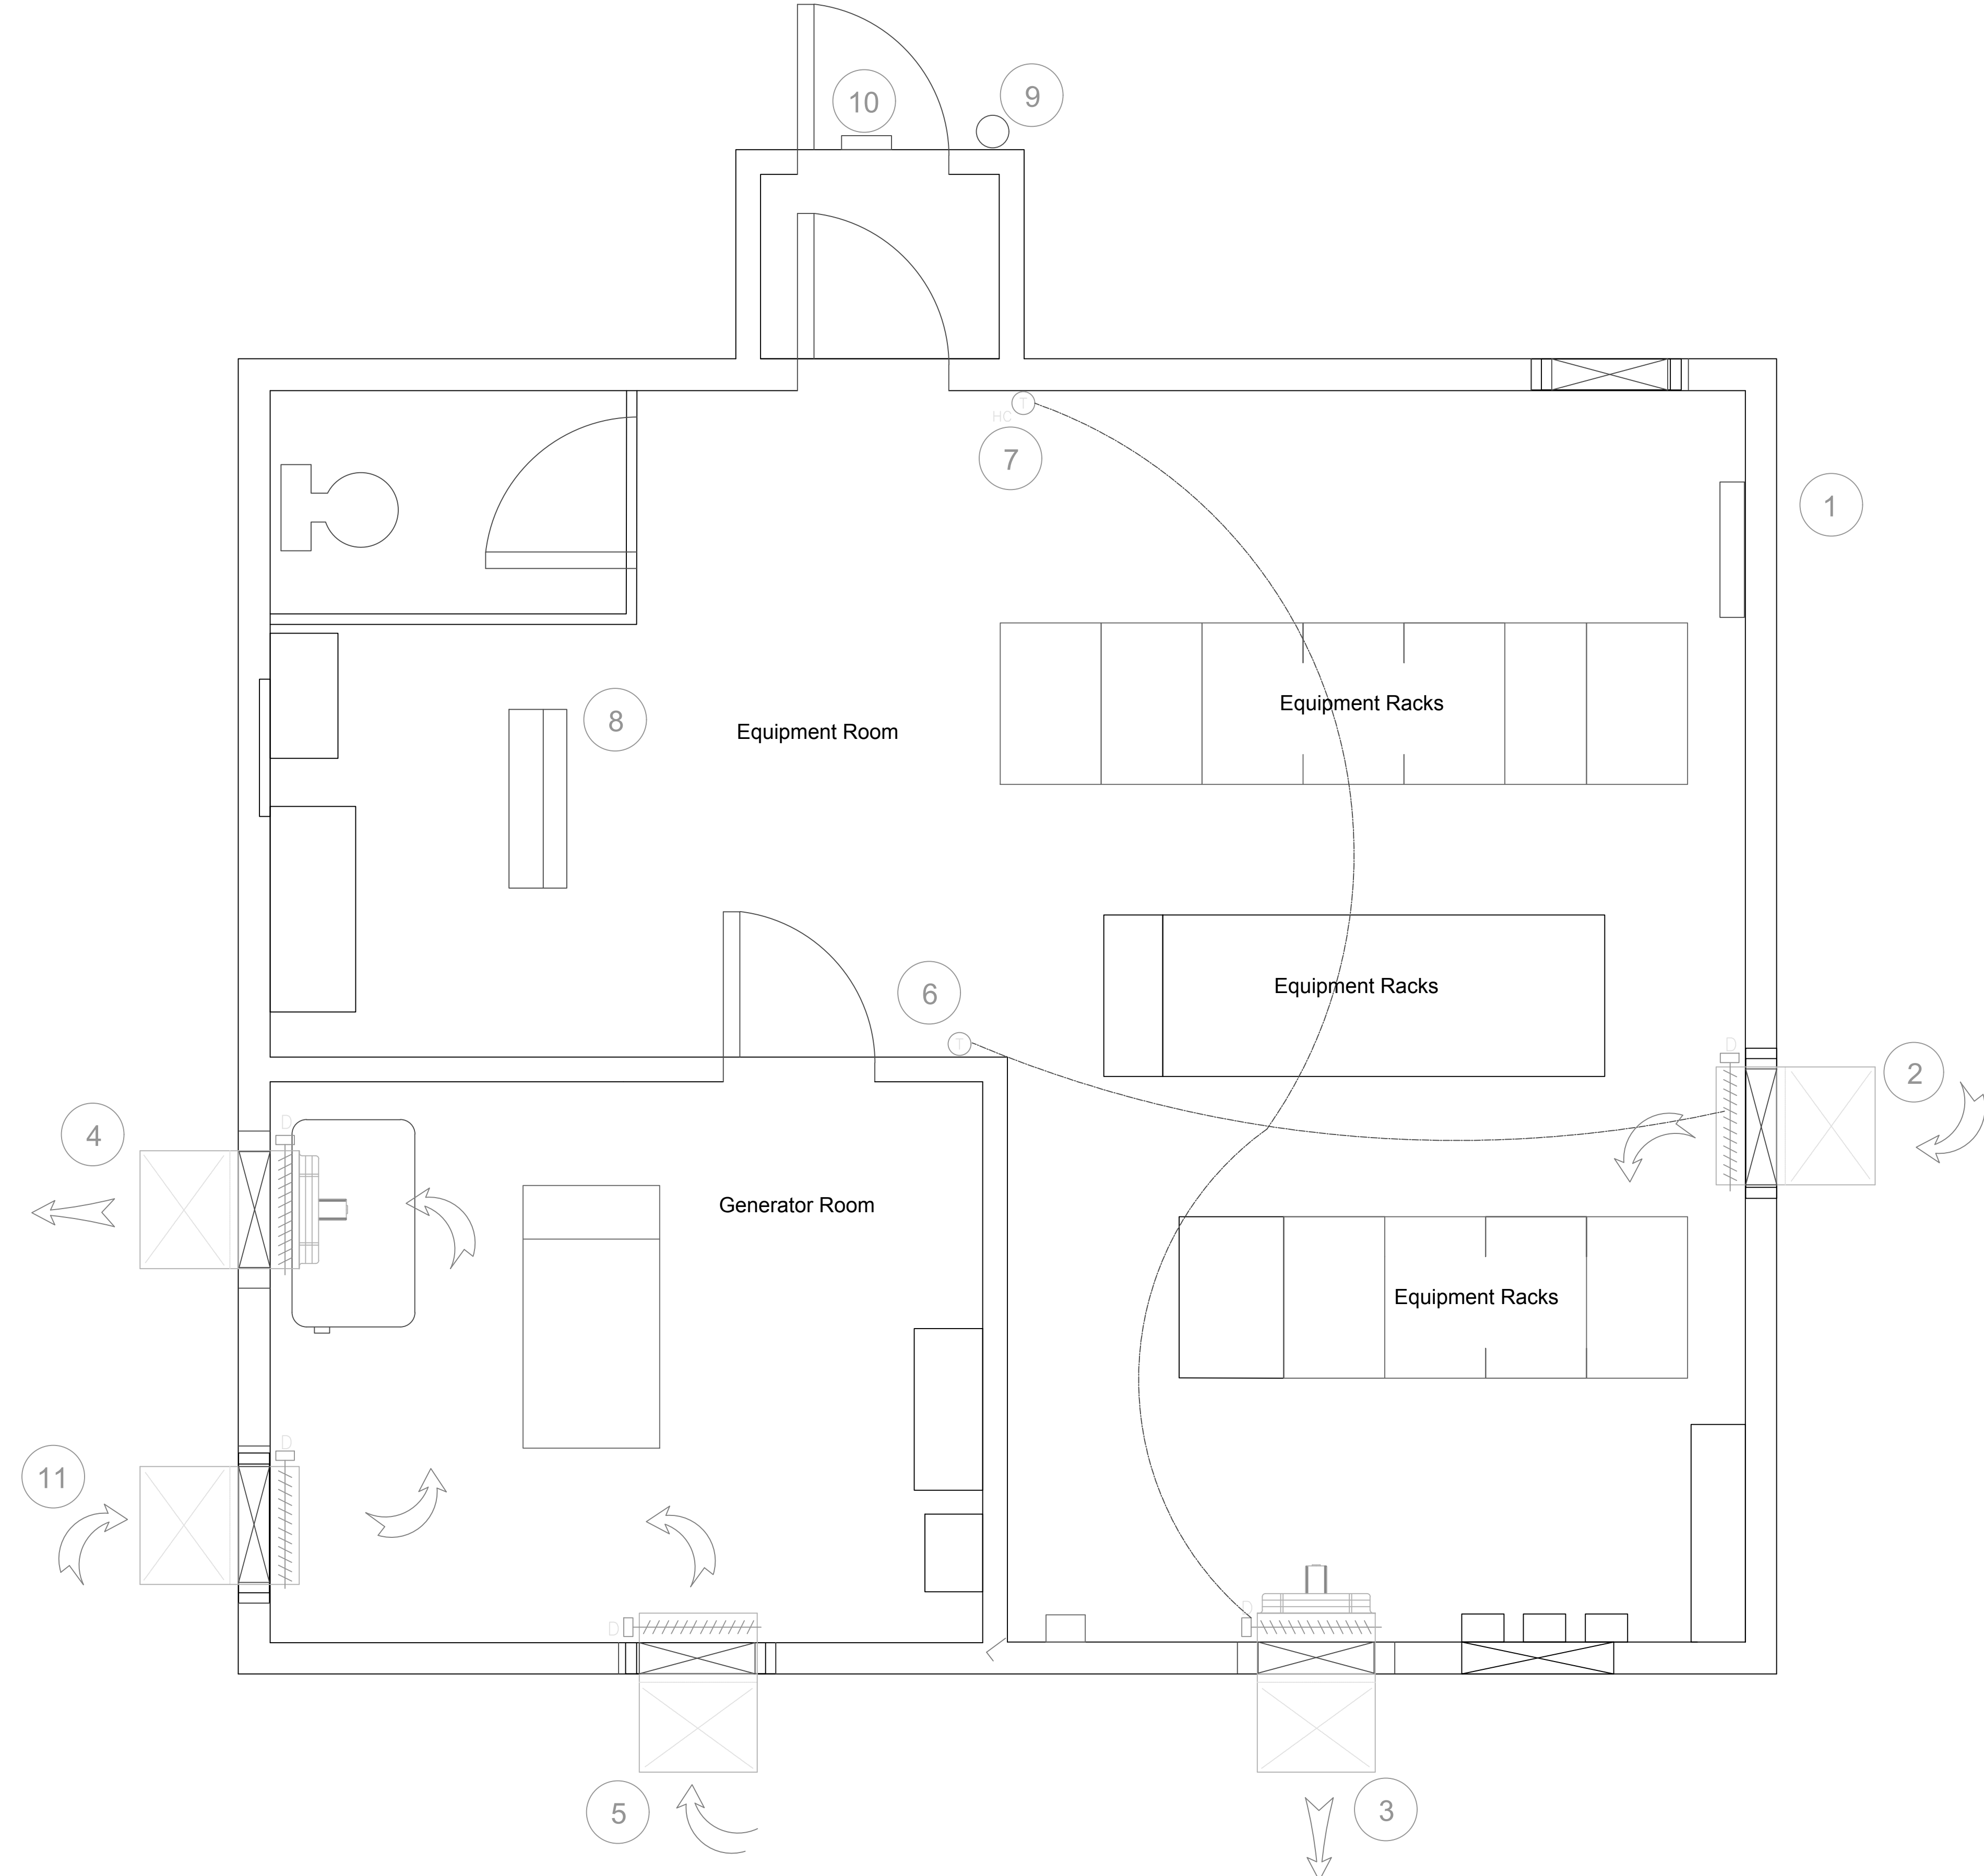 10
9
T
HC
7
1
Equipment Racks
8
Equipment Room
Equipment Racks
6
T
D
2
D
4
Generator Room
Equipment Racks
D
11
D
D
5
3